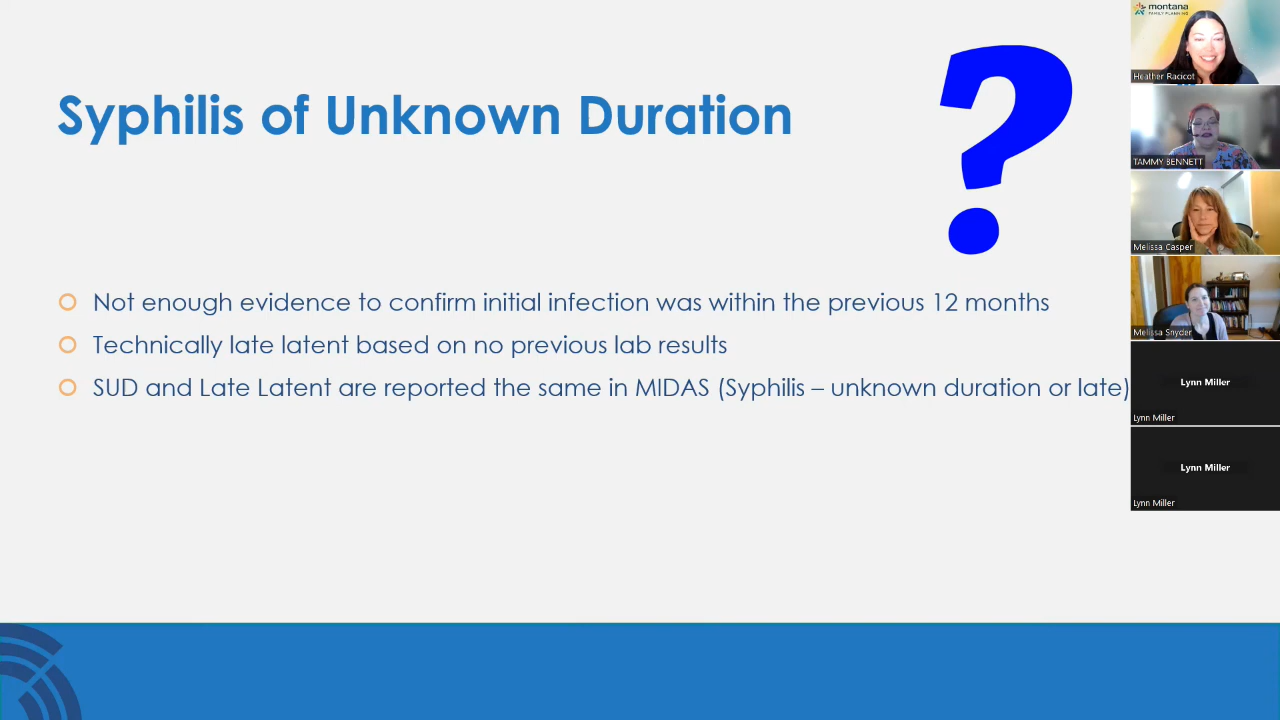 Syphilis of Unknown Duration
?
Not enough evidence to confirm initial infection was within the previous 12 months
Technically late latent based on no previous lab results
SUD and Late Latent are reported the same in MIDAS (Syphilis – unknown duration or late)
montana
FAMILY PLANNING
Heather Racicot
TAMMY BENNETT
Melissa Casper
Melissa Snyder
Lynn Miller
Lynn Miller
Lynn Miller
Lynn Miller